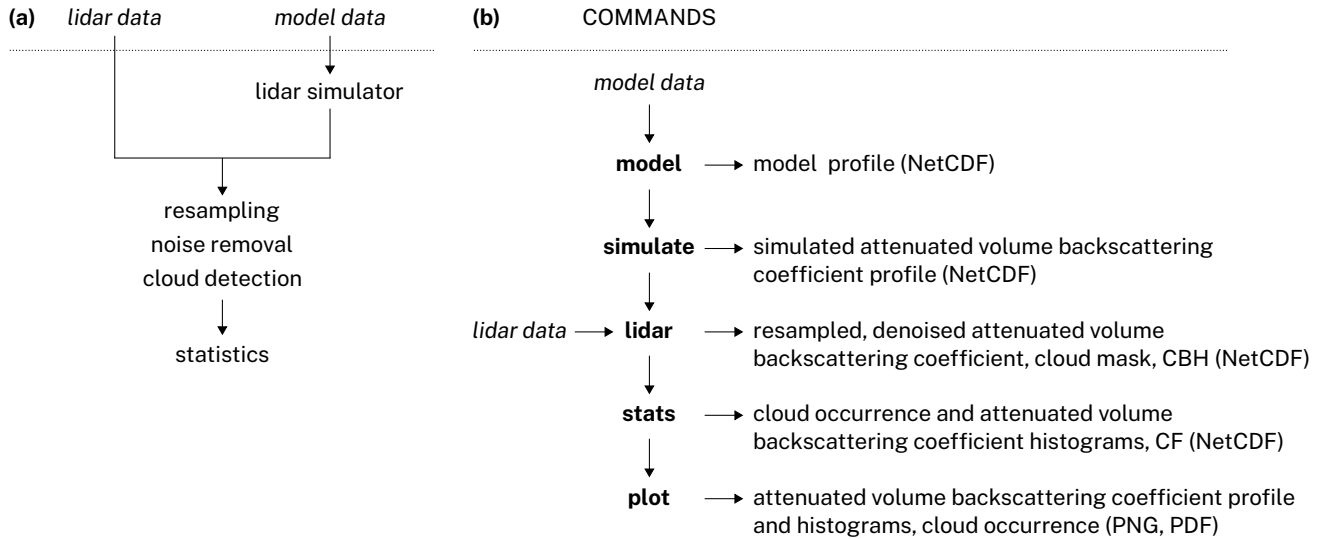 (a) lidar data model data
lidar simulator
resampling
noise removal
cloud detection
statistics
(b) COMMANDS
model data
model model profile (NetCDF)
simulate simulated attenuated volume backscattering
coefficient profile (NetCDF)
lidar data lidar resampled, denoised attenuated volume
backscattering coefficient, cloud mask, CBH (NetCDF)
stats cloud occurrence and attenuated volume
backscattering coefficient histograms, CF (NetCDF)
plot attenuated volume backscattering coefficient profile
and histograms, cloud occurrence (PNG, PDF)